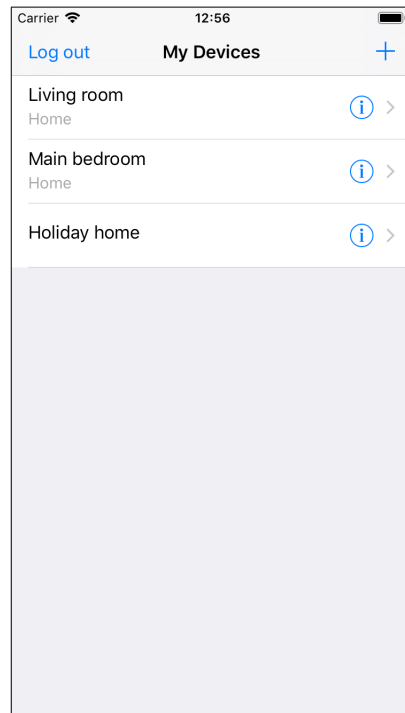 Carrier 12:56
Log out My Devices +
Living room
Home
Main bedroom
Home
Holiday home